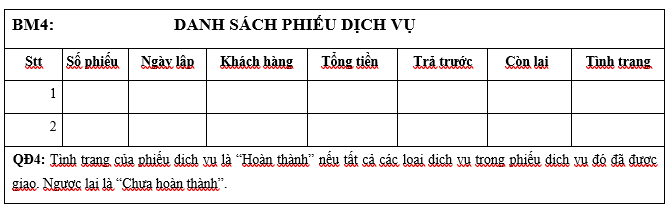 BM4: DANH SÁCH PHIẾU DỊCH VỤ
Stt Số phiếu Ngày lập Khách hàng Tổng tiền Trả trước Còn lại Tình trạng
1
2
QĐ4: Tình trạng của phiếu dịch vụ là “Hoàn thành” nếu tất cả các loại dịch vụ trong phiếu dịch vụ đó đã được
giao. Ngược lại là “Chưa hoàn thành”.